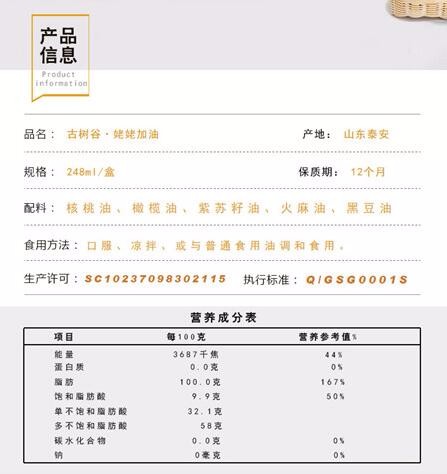 产品
信息
Product
information
品名： 古树谷·姥姥加油 产地： 山东泰安
规格： 248ml/盒 保质期： 12个月
配料： 核桃油、橄榄油、紫苏籽油、火麻油、黑豆油
食用方法： 口服、凉拌、或与普通食用油调和食用。
生产许可： SC10237098302115 执行标准： Q/GSG0001S
营养成分表
项目 每100克 营养参考值%
能量 3687千焦 44%
蛋白质 0.0克 0%
脂肪 100.0克 167%
饱和脂肪酸 9.9克 50%
单不饱和脂肪酸 32.1克
多不饱和脂肪酸 58克
碳水化合物 0.0克 0%
钠 0毫克 0%